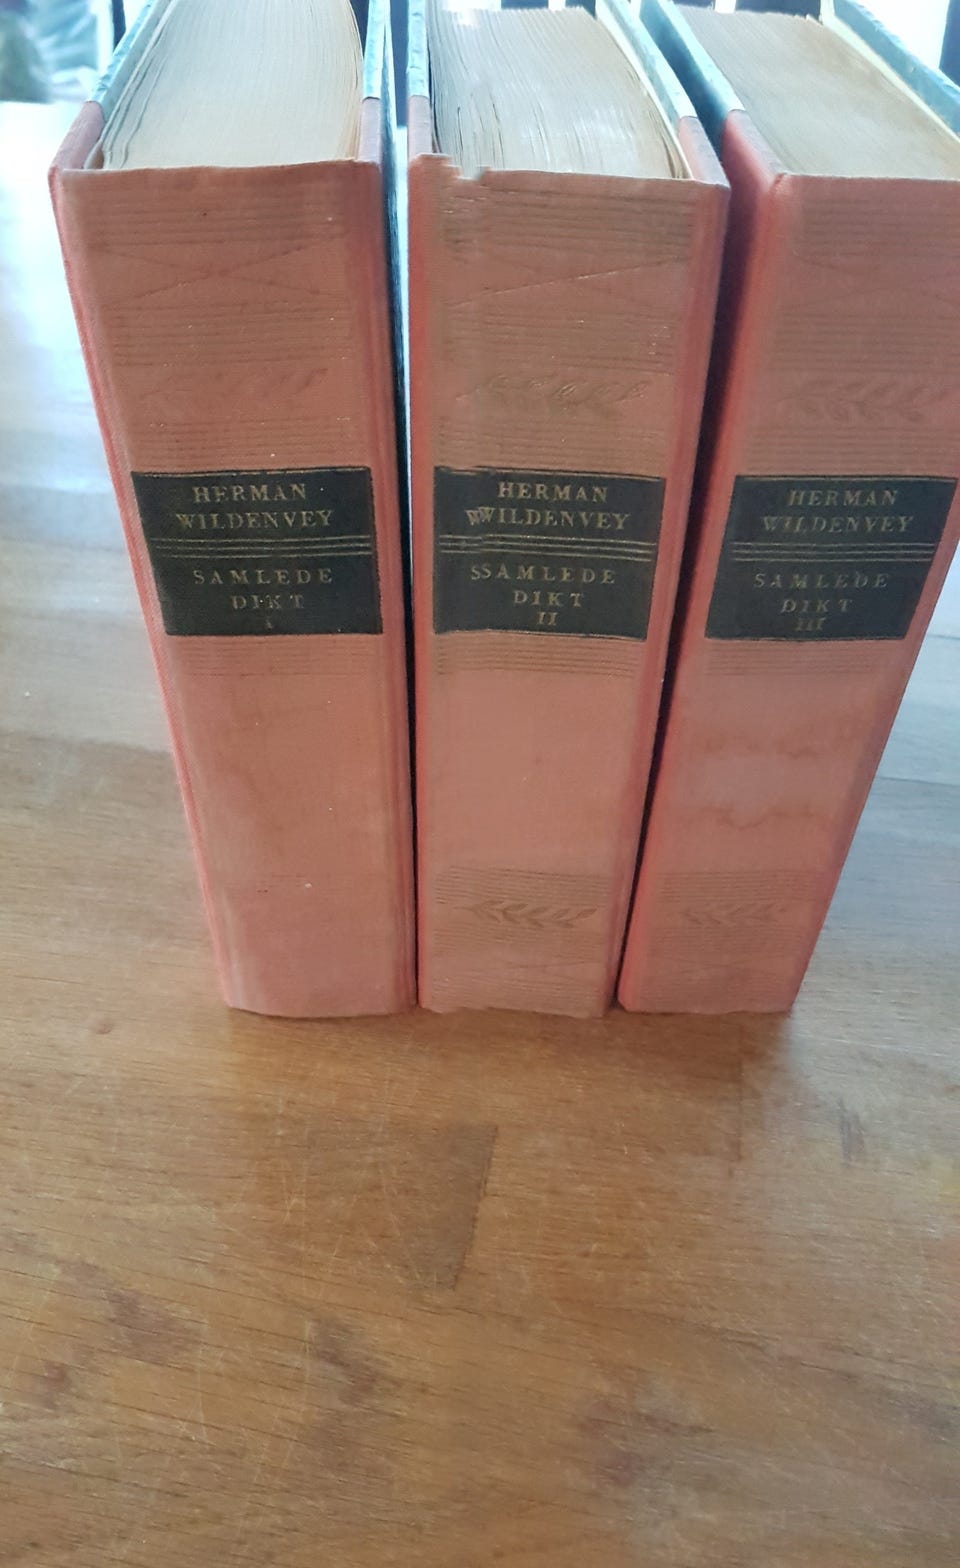 HERMAN
WILDENVEY
SAMLEDE
DIKT
I
HERMAN
WILDENVEY
SAMLEDE
DIKT
II
HERMAN
WILDENVEY
SAMLEDE
DIKT
III